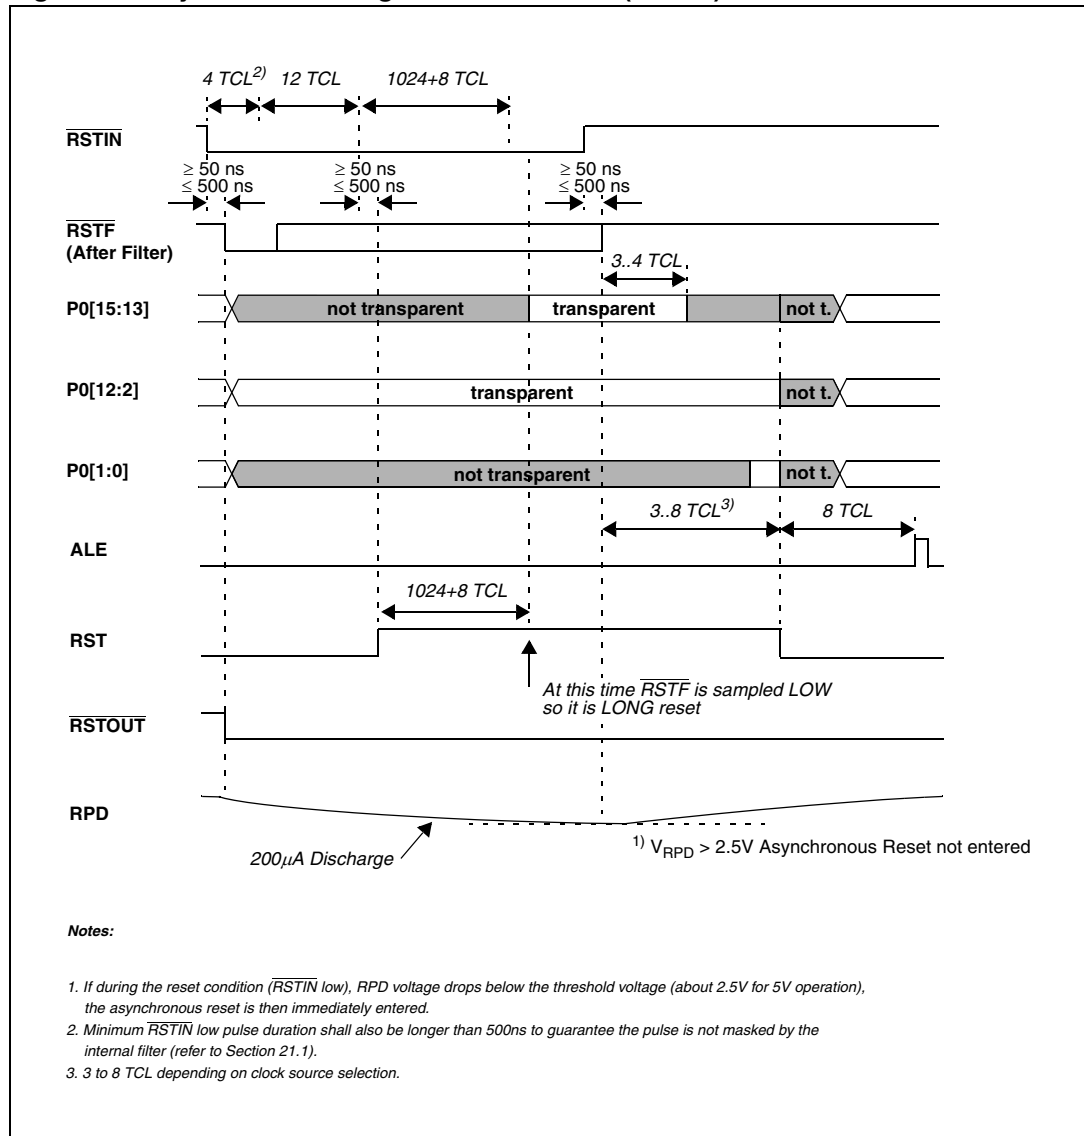 4 TCL2) 12 TCL 1024+8 TCL
RSTIN
≥ 50 ns ≥ 50 ns ≥ 50 ns
≤ 500 ns ≤ 500 ns ≤ 500 ns
RSTF
(After Filter)
3..4 TCL
P0[15:13] not transparent transparent not t.
P0[12:2] transparent not t.
P0[1:0] not transparent not t.
3..8 TCL3) 8 TCL
ALE
1024+8 TCL
RST
At this time RSTF is sampled LOW
so it is LONG reset
RSTOUT
RPD
200µA Discharge
1) VRPD > 2.5V Asynchronous Reset not entered
Notes:
1. If during the reset condition (RSTIN low), RPD voltage drops below the threshold voltage (about 2.5V for 5V operation),
the asynchronous reset is then immediately entered.
2. Minimum RSTIN low pulse duration shall also be longer than 500ns to guarantee the pulse is not masked by the
internal filter (refer to Section 21.1).
3. 3 to 8 TCL depending on clock source selection.